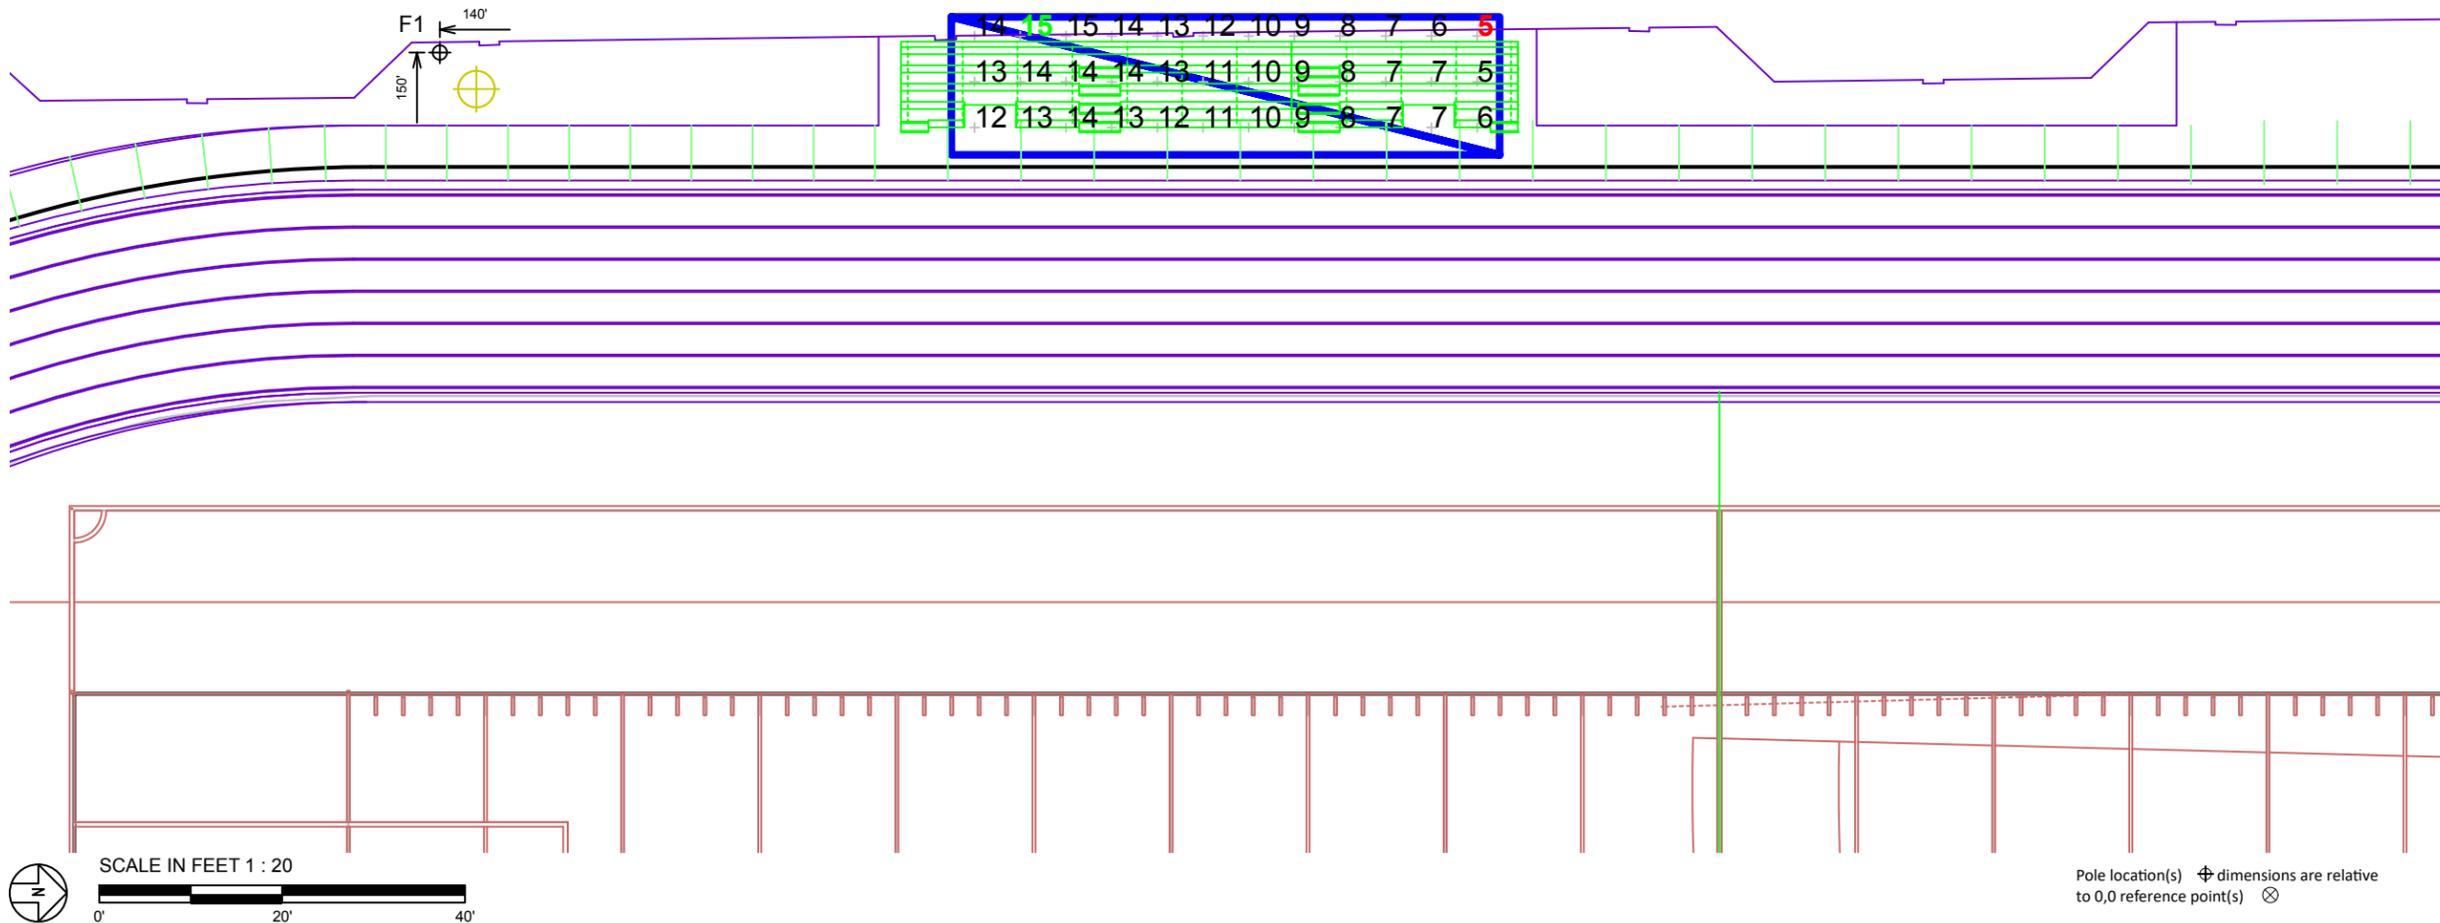 F1 140'
150'
14 15 15 14 13 12 10 9 8 7 6 5
13 14 14 14 13 11 10 9 8 7 7 5
12 13 14 13 12 11 10 9 8 7 7 6
N
SCALE IN FEET 1 : 20
0' 20' 40'
Pole location(s) dimensions are relative
to 0,0 reference point(s)